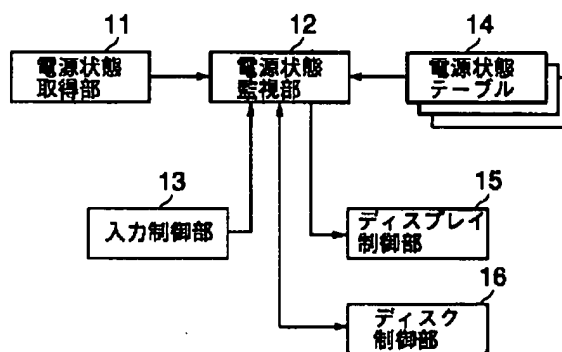 11
12
14
電源状態
取得部
電源状態
監視部
電源状態
テーブル
13
15
入力制御部
ディスプレイ
制御部
16
ディスク
制御部